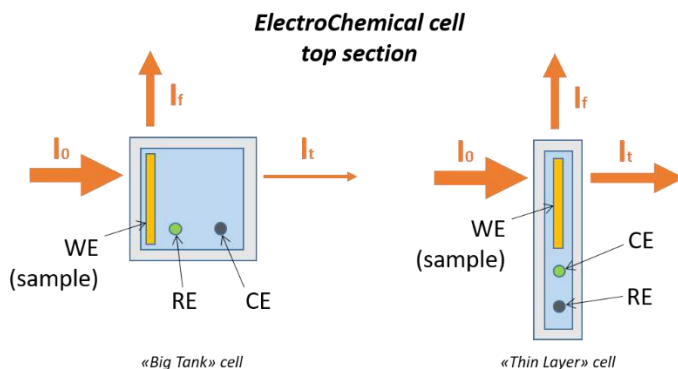 ElectroChemical cell
top section
If
If
I0
It
I0
It
WE
(sample)
RE
CE
WE
(sample)
CE
RE
«Big Tank» cell
«Thin Layer» cell